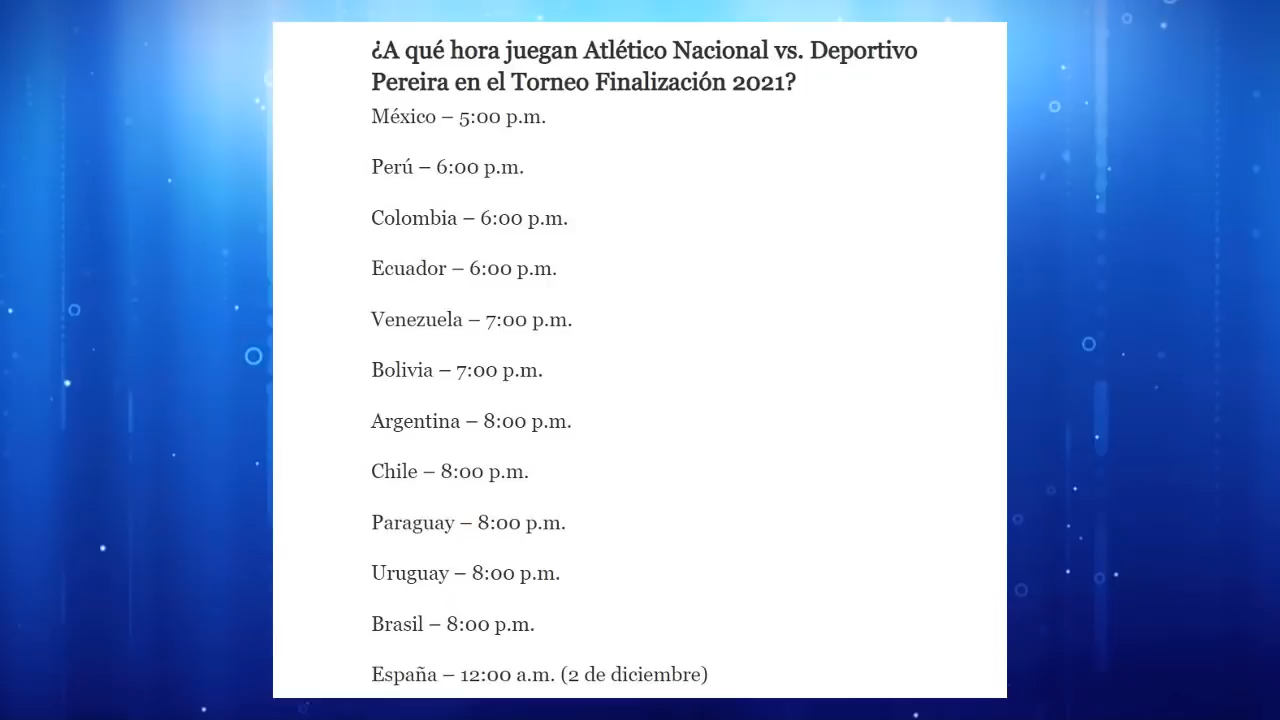 ¿A qué hora juegan Atlético Nacional vs. Deportivo
Pereira en el Torneo Finalización 2021?
México – 5:00 p.m.
Perú – 6:00 p.m.
Colombia – 6:00 p.m.
Ecuador – 6:00 p.m.
Venezuela – 7:00 p.m.
Bolivia – 7:00 p.m.
Argentina – 8:00 p.m.
Chile – 8:00 p.m.
Paraguay – 8:00 p.m.
Uruguay – 8:00 p.m.
Brasil – 8:00 p.m.
España – 12:00 a.m. (2 de diciembre)